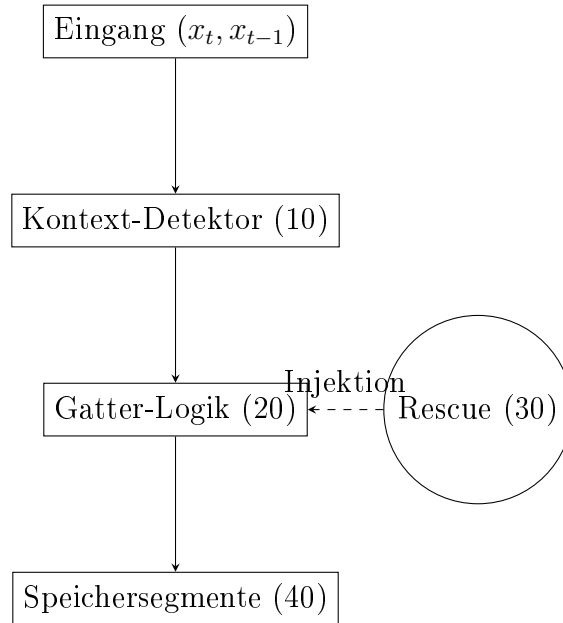 Eingang (x_t, x_{t−1})
Kontext-Detektor (10)
Injektion
Gatter-Logik (20)
Rescue (30)
Speichersegmente (40)